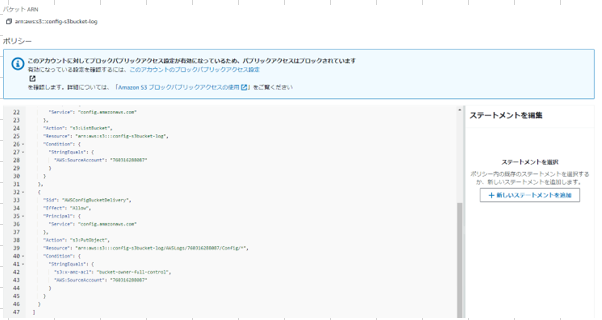 バケット ARN
arn:aws:s3:::config-s3bucket-log
ポリシー
このアカウントに対してブロックパブリックアクセス設定が有効になっているため、パブリックアクセスはブロックされています
有効になっている設定を確認するには、このアカウントのブロックパブリックアクセス設定
を確認します。詳細については、「Amazon S3 ブロックパブリックアクセスの使用」をご覧ください
22 "Service": "config.amazonaws.com"
23 },
24 "Action": "s3:ListBucket",
25 "Resource": "arn:aws:s3:::config-s3bucket-log",
26 "Condition": {
27 "StringEquals": {
28 "AWS:SourceAccount": "760316288087"
29 }
30 }
31 },
32 {
33 "Sid": "AWSConfigBucketDelivery",
34 "Effect": "Allow",
35 "Principal": {
36 "Service": "config.amazonaws.com"
37 },
38 "Action": "s3:PutObject",
39 "Resource": "arn:aws:s3:::config-s3bucket-log/AWSLogs/760316288087/Config/*",
40 "Condition": {
41 "StringEquals": {
42 "s3:x-amz-acl": "bucket-owner-full-control",
43 "AWS:SourceAccount": "760316288087"
44 }
45 }
46 }
47 ]
ステートメントを編集
ステートメントを選択
ポリシー内の既存のステートメントを選択する
か、新しいステートメントを追加します。
新しいステートメントを追加